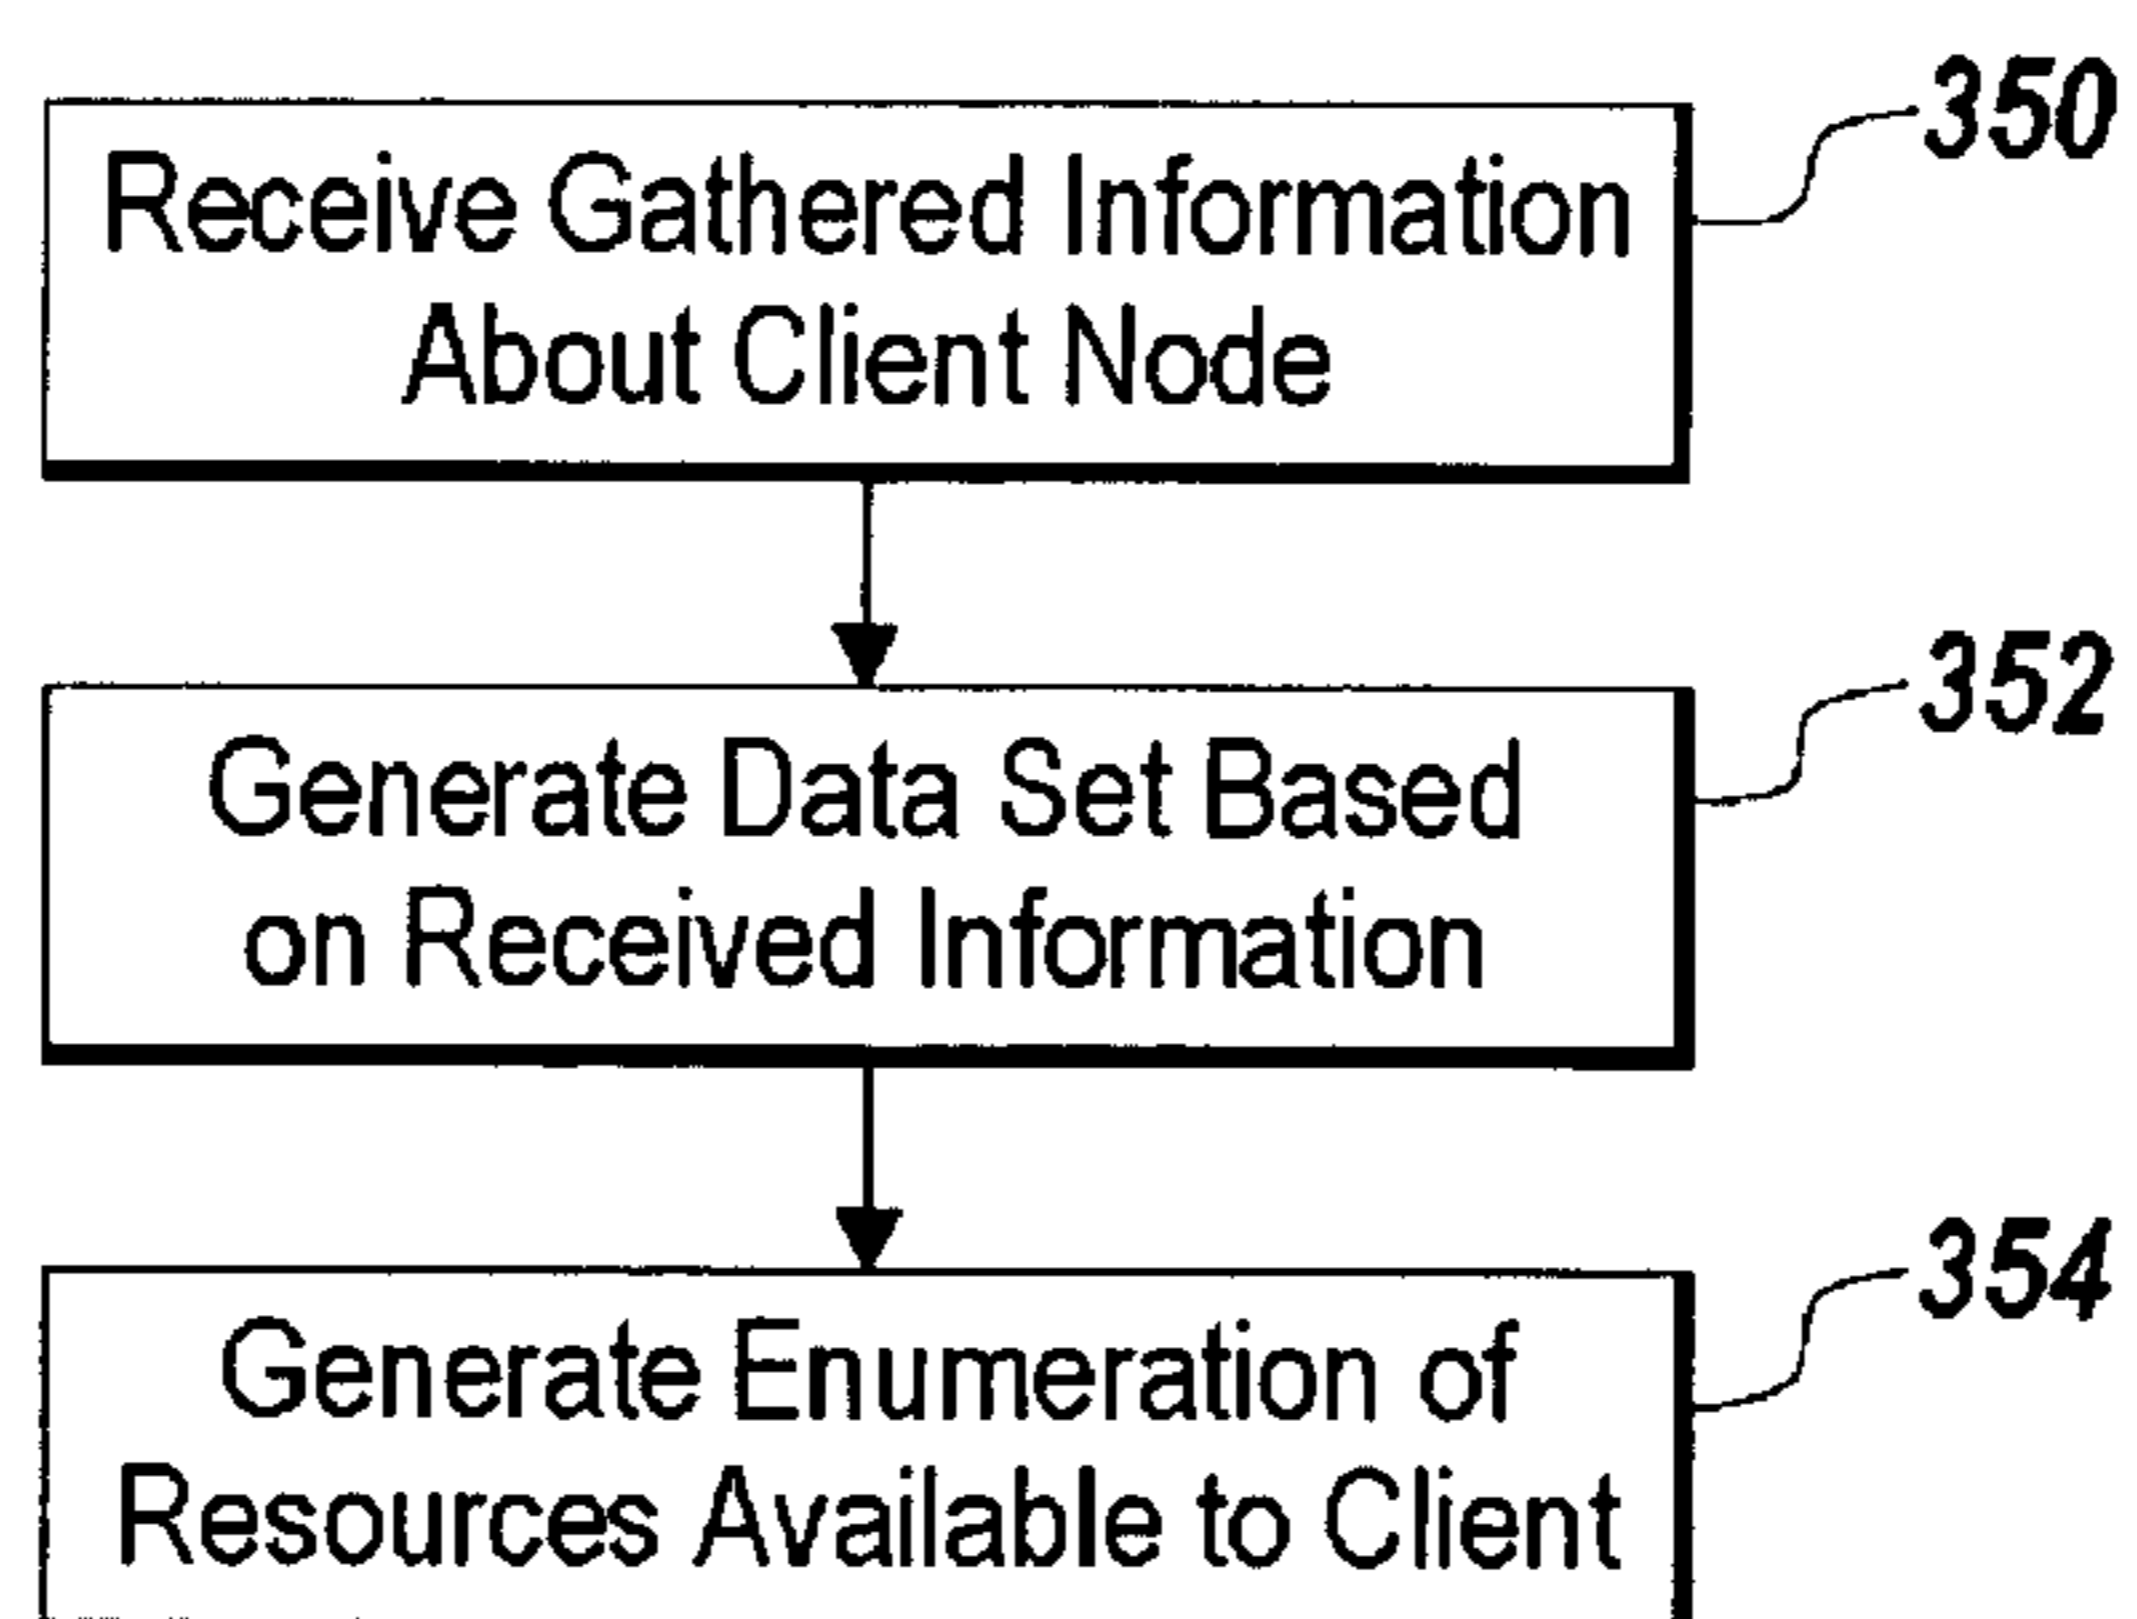 350
Receive Gathered Information
About Client Node
352
Generate Data Set Based
on Received Information
354
Generate Enumeration of
Resources Available to Client